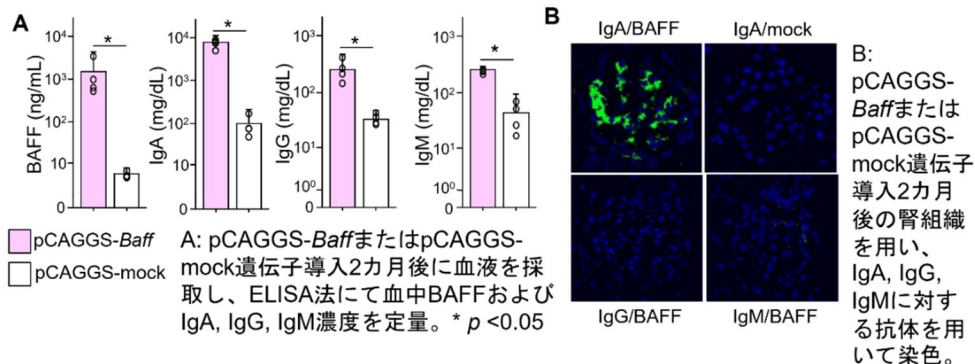 A
BAFF (ng/mL)
10⁴
10³
10²
10
0
*
IgA (mg/dL)
10⁴
10³
10²
10
0
*
IgG (mg/dL)
10⁴
10³
10²
10¹
10⁰
*
IgM (mg/dL)
10³
10²
10¹
10⁰
*
pCAGGS-Baff
pCAGGS-mock
A: pCAGGS-BaffまたはpCAGGS-
mock遺伝子導入2カ月後に血液を採
取し、ELISA法にて血中BAFFおよび
IgA, IgG, IgM濃度を定量。* p <0.05
B
IgA/BAFF
IgA/mock
IgG/BAFF
IgM/BAFF
B:
pCAGGS-
Baffまたは
pCAGGS-
mock遺伝子
導入2カ月
後の腎組織
を用い、
IgA, IgG,
IgMに対す
る抗体を用
いて染色。